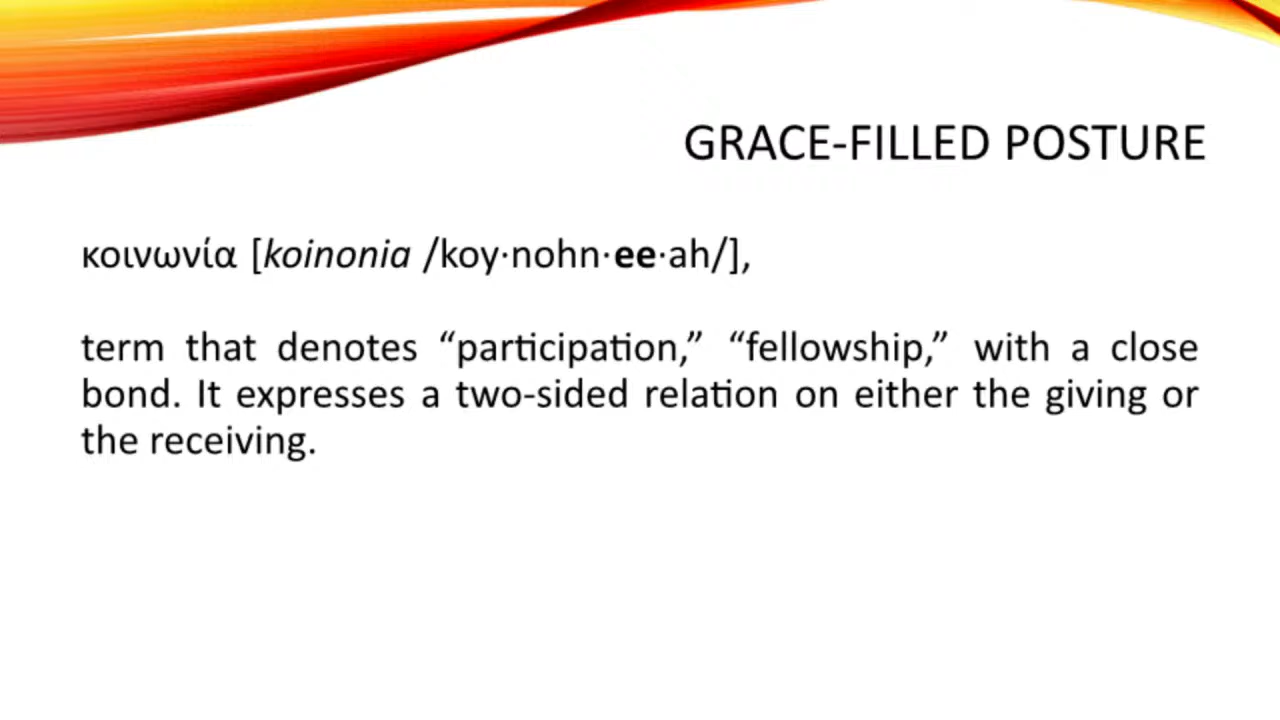 GRACE-FILLED POSTURE
κοινωνία [koinonia /koy·nohn·ee·ah/],
term that denotes “participation,” “fellowship,” with a close
bond. It expresses a two-sided relation on either the giving or
the receiving.